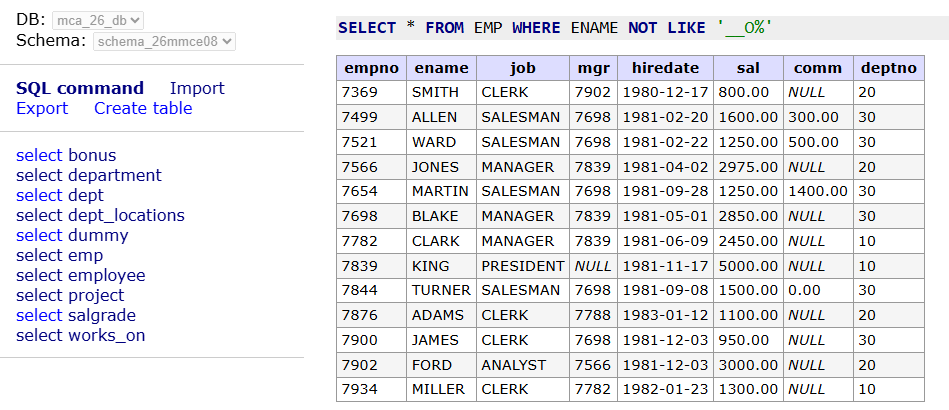 DB: mca_26_db
Schema: schema_26mmce08
SQL command Import
Export Create table
select bonus
select department
select dept
select dept_locations
select dummy
select emp
select employee
select project
select salgrade
select works_on
SELECT * FROM EMP WHERE ENAME NOT LIKE '__O%'
empno ename job mgr hiredate sal comm deptno
7369 SMITH CLERK 7902 1980-12-17 800.00 NULL 20
7499 ALLEN SALESMAN 7698 1981-02-20 1600.00 300.00 30
7521 WARD SALESMAN 7698 1981-02-22 1250.00 500.00 30
7566 JONES MANAGER 7839 1981-04-02 2975.00 NULL 20
7654 MARTIN SALESMAN 7698 1981-09-28 1250.00 1400.00 30
7698 BLAKE MANAGER 7839 1981-05-01 2850.00 NULL 30
7782 CLARK MANAGER 7839 1981-06-09 2450.00 NULL 10
7839 KING PRESIDENT NULL 1981-11-17 5000.00 NULL 10
7844 TURNER SALESMAN 7698 1981-09-08 1500.00 0.00 30
7876 ADAMS CLERK 7788 1983-01-12 1100.00 NULL 20
7900 JAMES CLERK 7698 1981-12-03 950.00 NULL 30
7902 FORD ANALYST 7566 1981-12-03 3000.00 NULL 20
7934 MILLER CLERK 7782 1982-01-23 1300.00 NULL 10